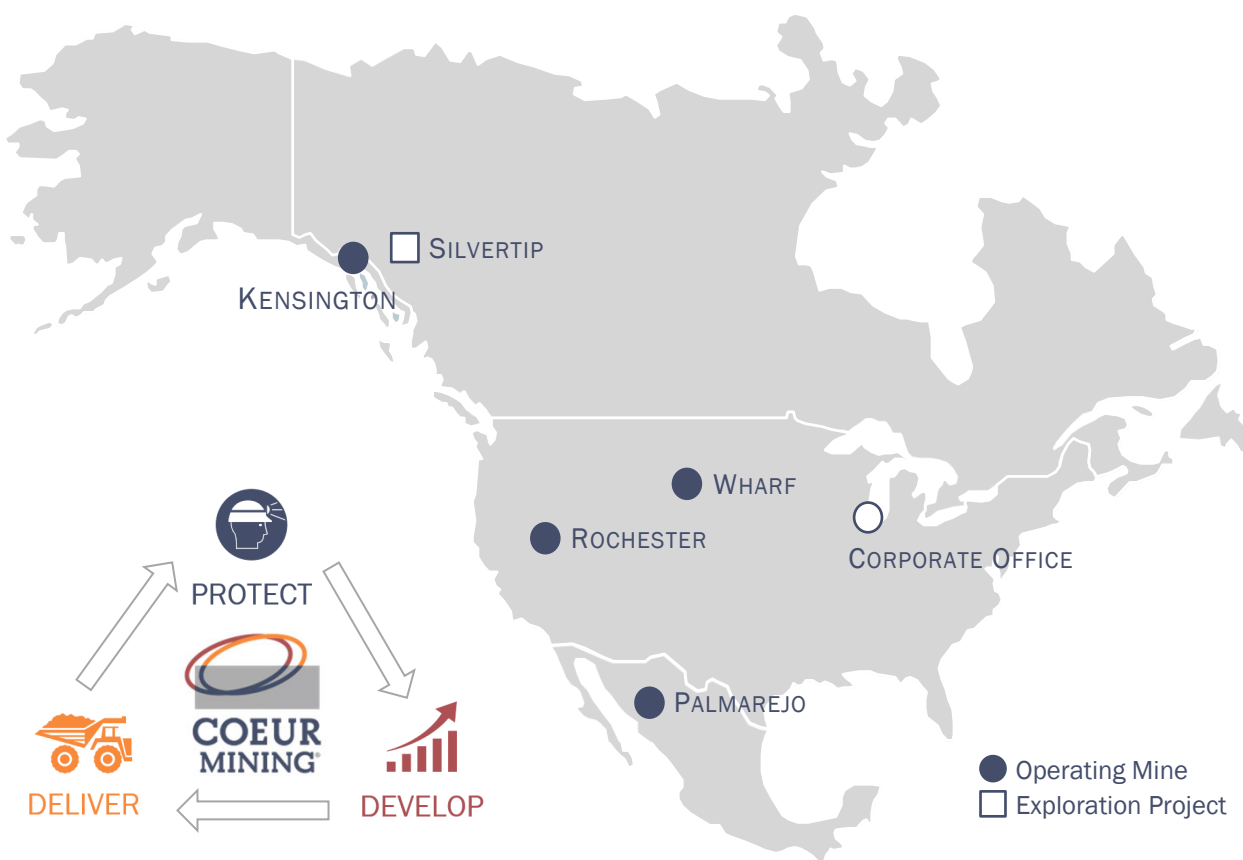 SILVERTIP
KENSINGTON
WHARF
ROCHESTER
CORPORATE OFFICE
PALMAREJO
PROTECT
COEUR
MINING®
DELIVER
DEVELOP
Operating Mine
Exploration Project